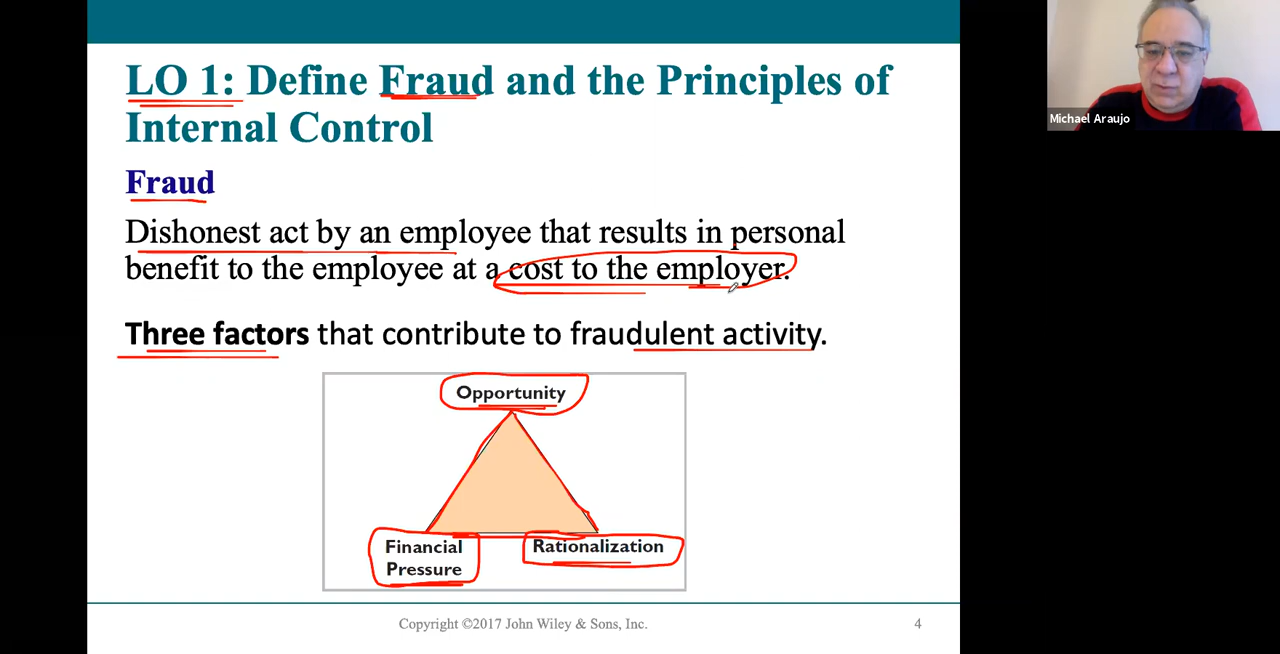 LO 1: Define Fraud and the Principles of
Internal Control
Fraud
Dishonest act by an employee that results in personal
benefit to the employee at a cost to the employer.
Three factors that contribute to fraudulent activity.
Opportunity
Financial
Pressure
Rationalization
Copyright ©2017 John Wiley & Sons, Inc.
4
Michael Araujo